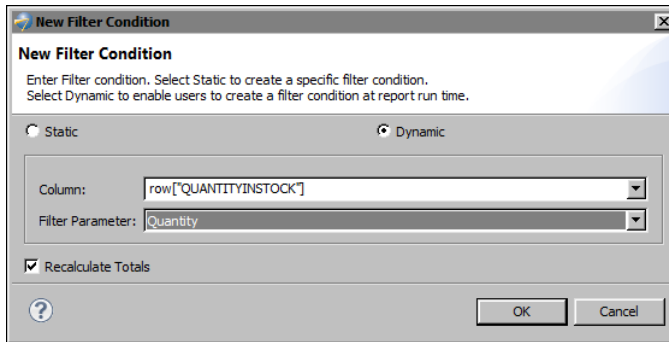 New Filter Condition
New Filter Condition
Enter Filter condition. Select Static to create a specific filter condition.
Select Dynamic to enable users to create a filter condition at report run time.
Static Dynamic
Column: row["QUANTITYINSTOCK"]
Filter Parameter: Quantity
Recalculate Totals
? OK Cancel